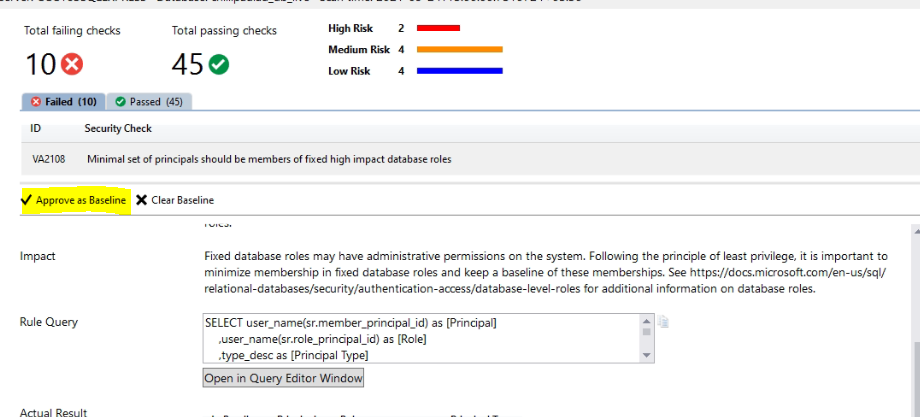 Total failing checks
Total passing checks
High Risk 2
Medium Risk 4
Low Risk 4
10
45
Failed (10)
Passed (45)
ID Security Check
VA2108 Minimal set of principals should be members of fixed high impact database roles
Approve as Baseline
Clear Baseline
roles.
Impact
Fixed database roles may have administrative permissions on the system. Following the principle of least privilege, it is important to
minimize membership in fixed database roles and keep a baseline of these memberships. See https://docs.microsoft.com/en-us/sql/
relational-databases/security/authentication-access/database-level-roles for additional information on database roles.
Rule Query
SELECT user_name(sr.member_principal_id) as [Principal]
,user_name(sr.role_principal_id) as [Role]
,type_desc as [Principal Type]
Open in Query Editor Window
Actual Result